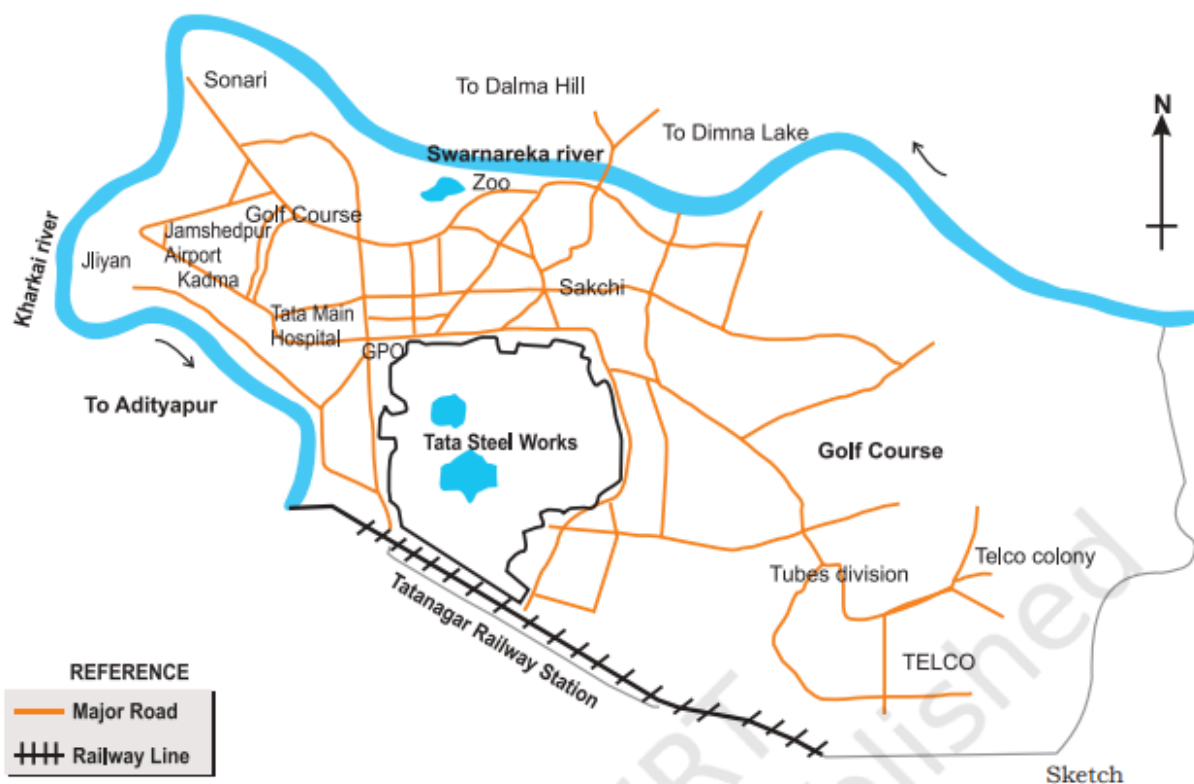 Sonari
To Dalma Hill
N
To Dimna Lake
Swarnareka river
Zoo
Golf Course
Jamshedpur
Airport
Kadma
Jliyan
Kharkai river
Sakchi
Tata Main
Hospital
GPO
To Adityapur
Tata Steel Works
Golf Course
Telco colony
Tubes division
TELCO
Tatanagar Railway Station
REFERENCE
Major Road
Railway Line
Sketch